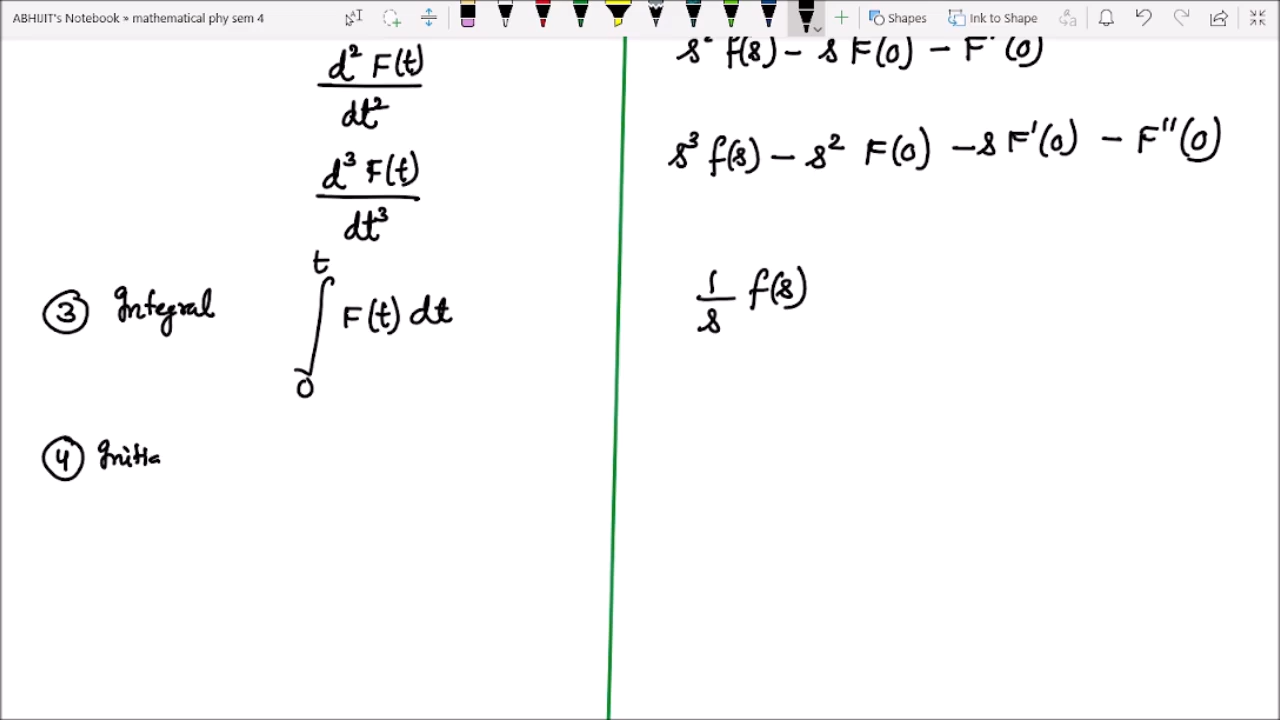 ABHIJIT's Notebook » mathematical phy sem 4
Shapes
Ink to Shape
d² F(t) / dt²
s² f(s) − s F(0) − F'(0)
d³ F(t) / dt³
s³ f(s) − s² F(0) − s F'(0) − F''(0)
③ Integral ∫₀ᵗ F(t) dt
1/s f(s)
④ Initia